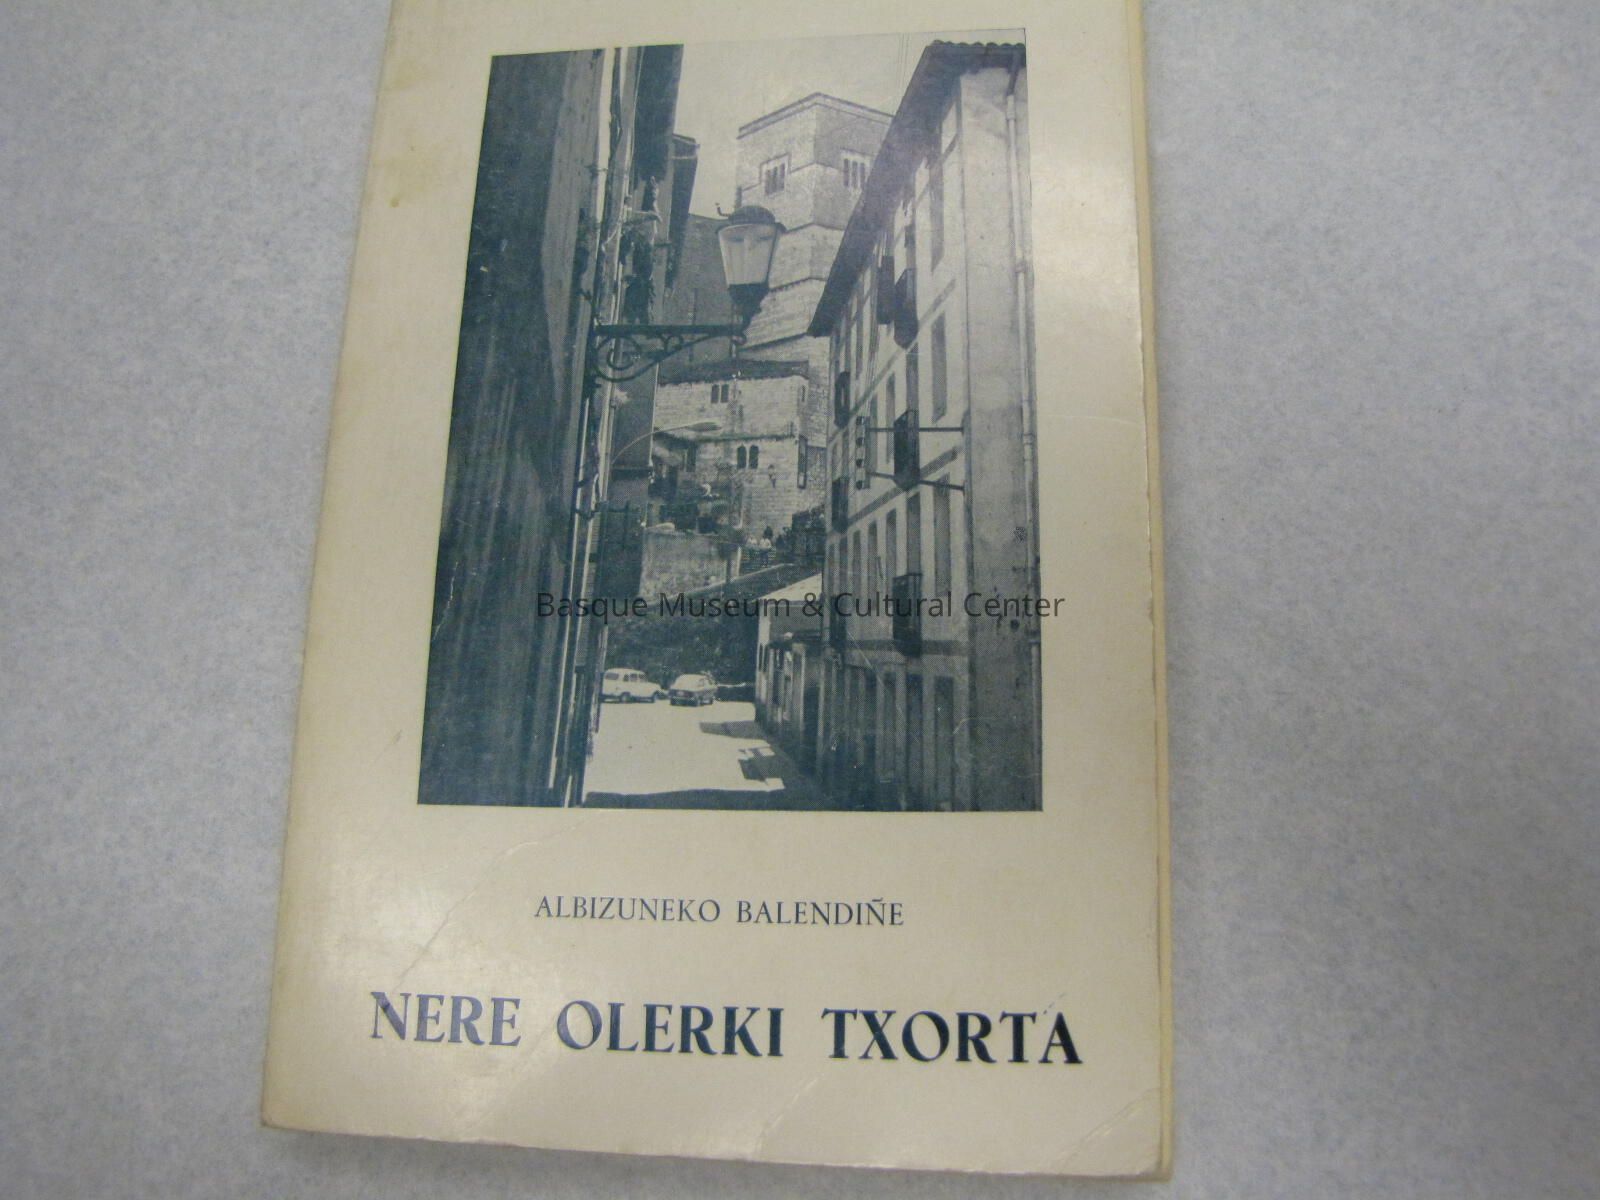 Basque Museum & Cultural Center
ALBIZUNEKO BALENDIÑE
NERE OLERKI TXORTA